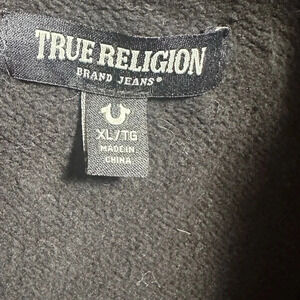 TRUE RELIGION
BRAND JEANS®
XL/TG
MADE IN
CHINA